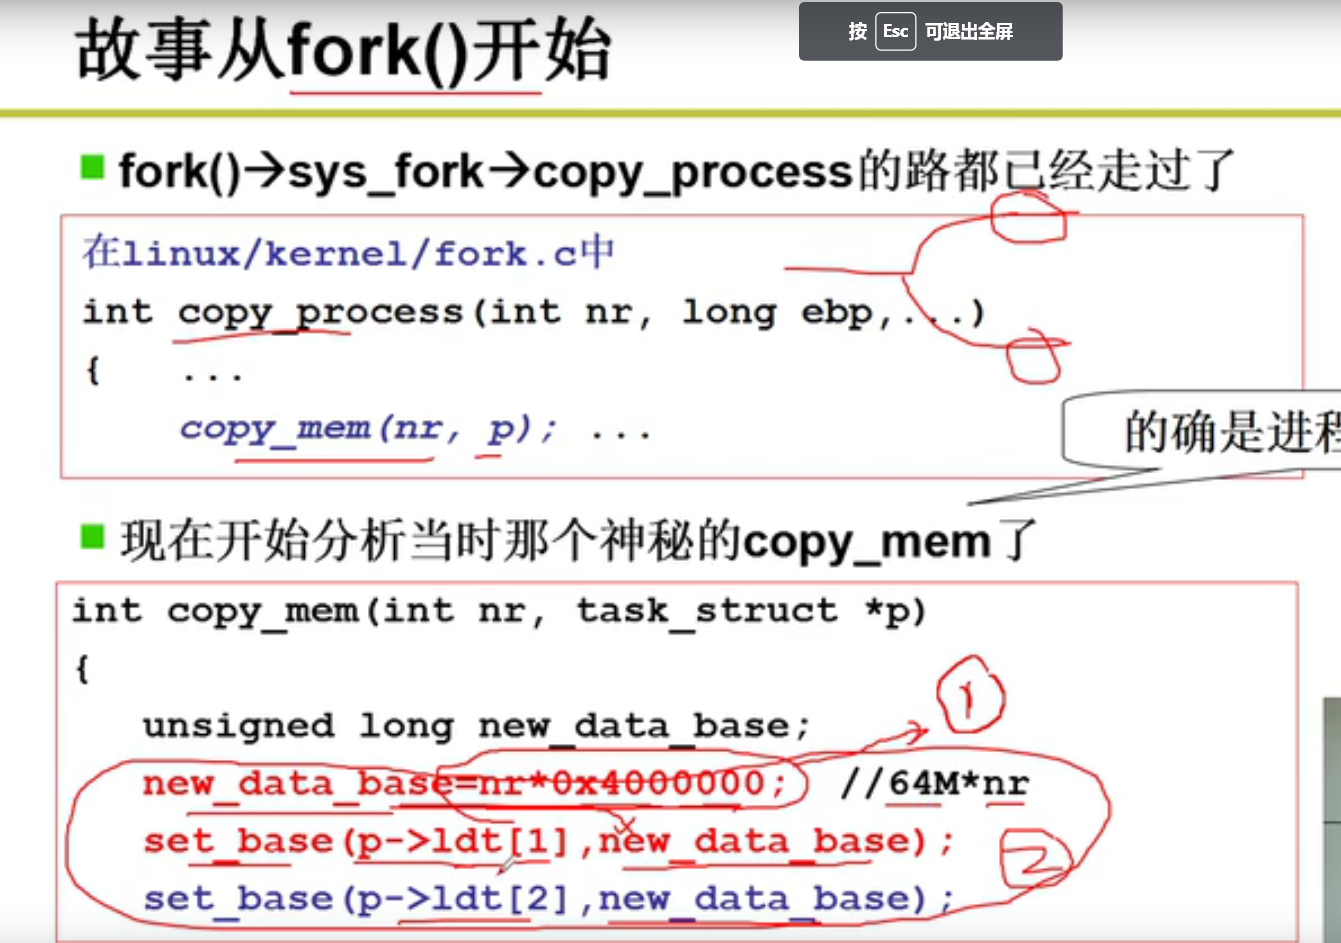 按 Esc 可退出全屏
故事从fork()开始
fork()→sys_fork→copy_process的路都已经走过了
在linux/kernel/fork.c中
int copy_process(int nr, long ebp,...)
{ ...
copy_mem(nr, p); ...
的确是进程
现在开始分析当时那个神秘的copy_mem了
int copy_mem(int nr, task_struct *p)
{
1
unsigned long new_data_base;
new_data_base=nr*0x4000000; //64M*nr
set_base(p->ldt[1],new_data_base);
2
set_base(p->ldt[2],new_data_base);